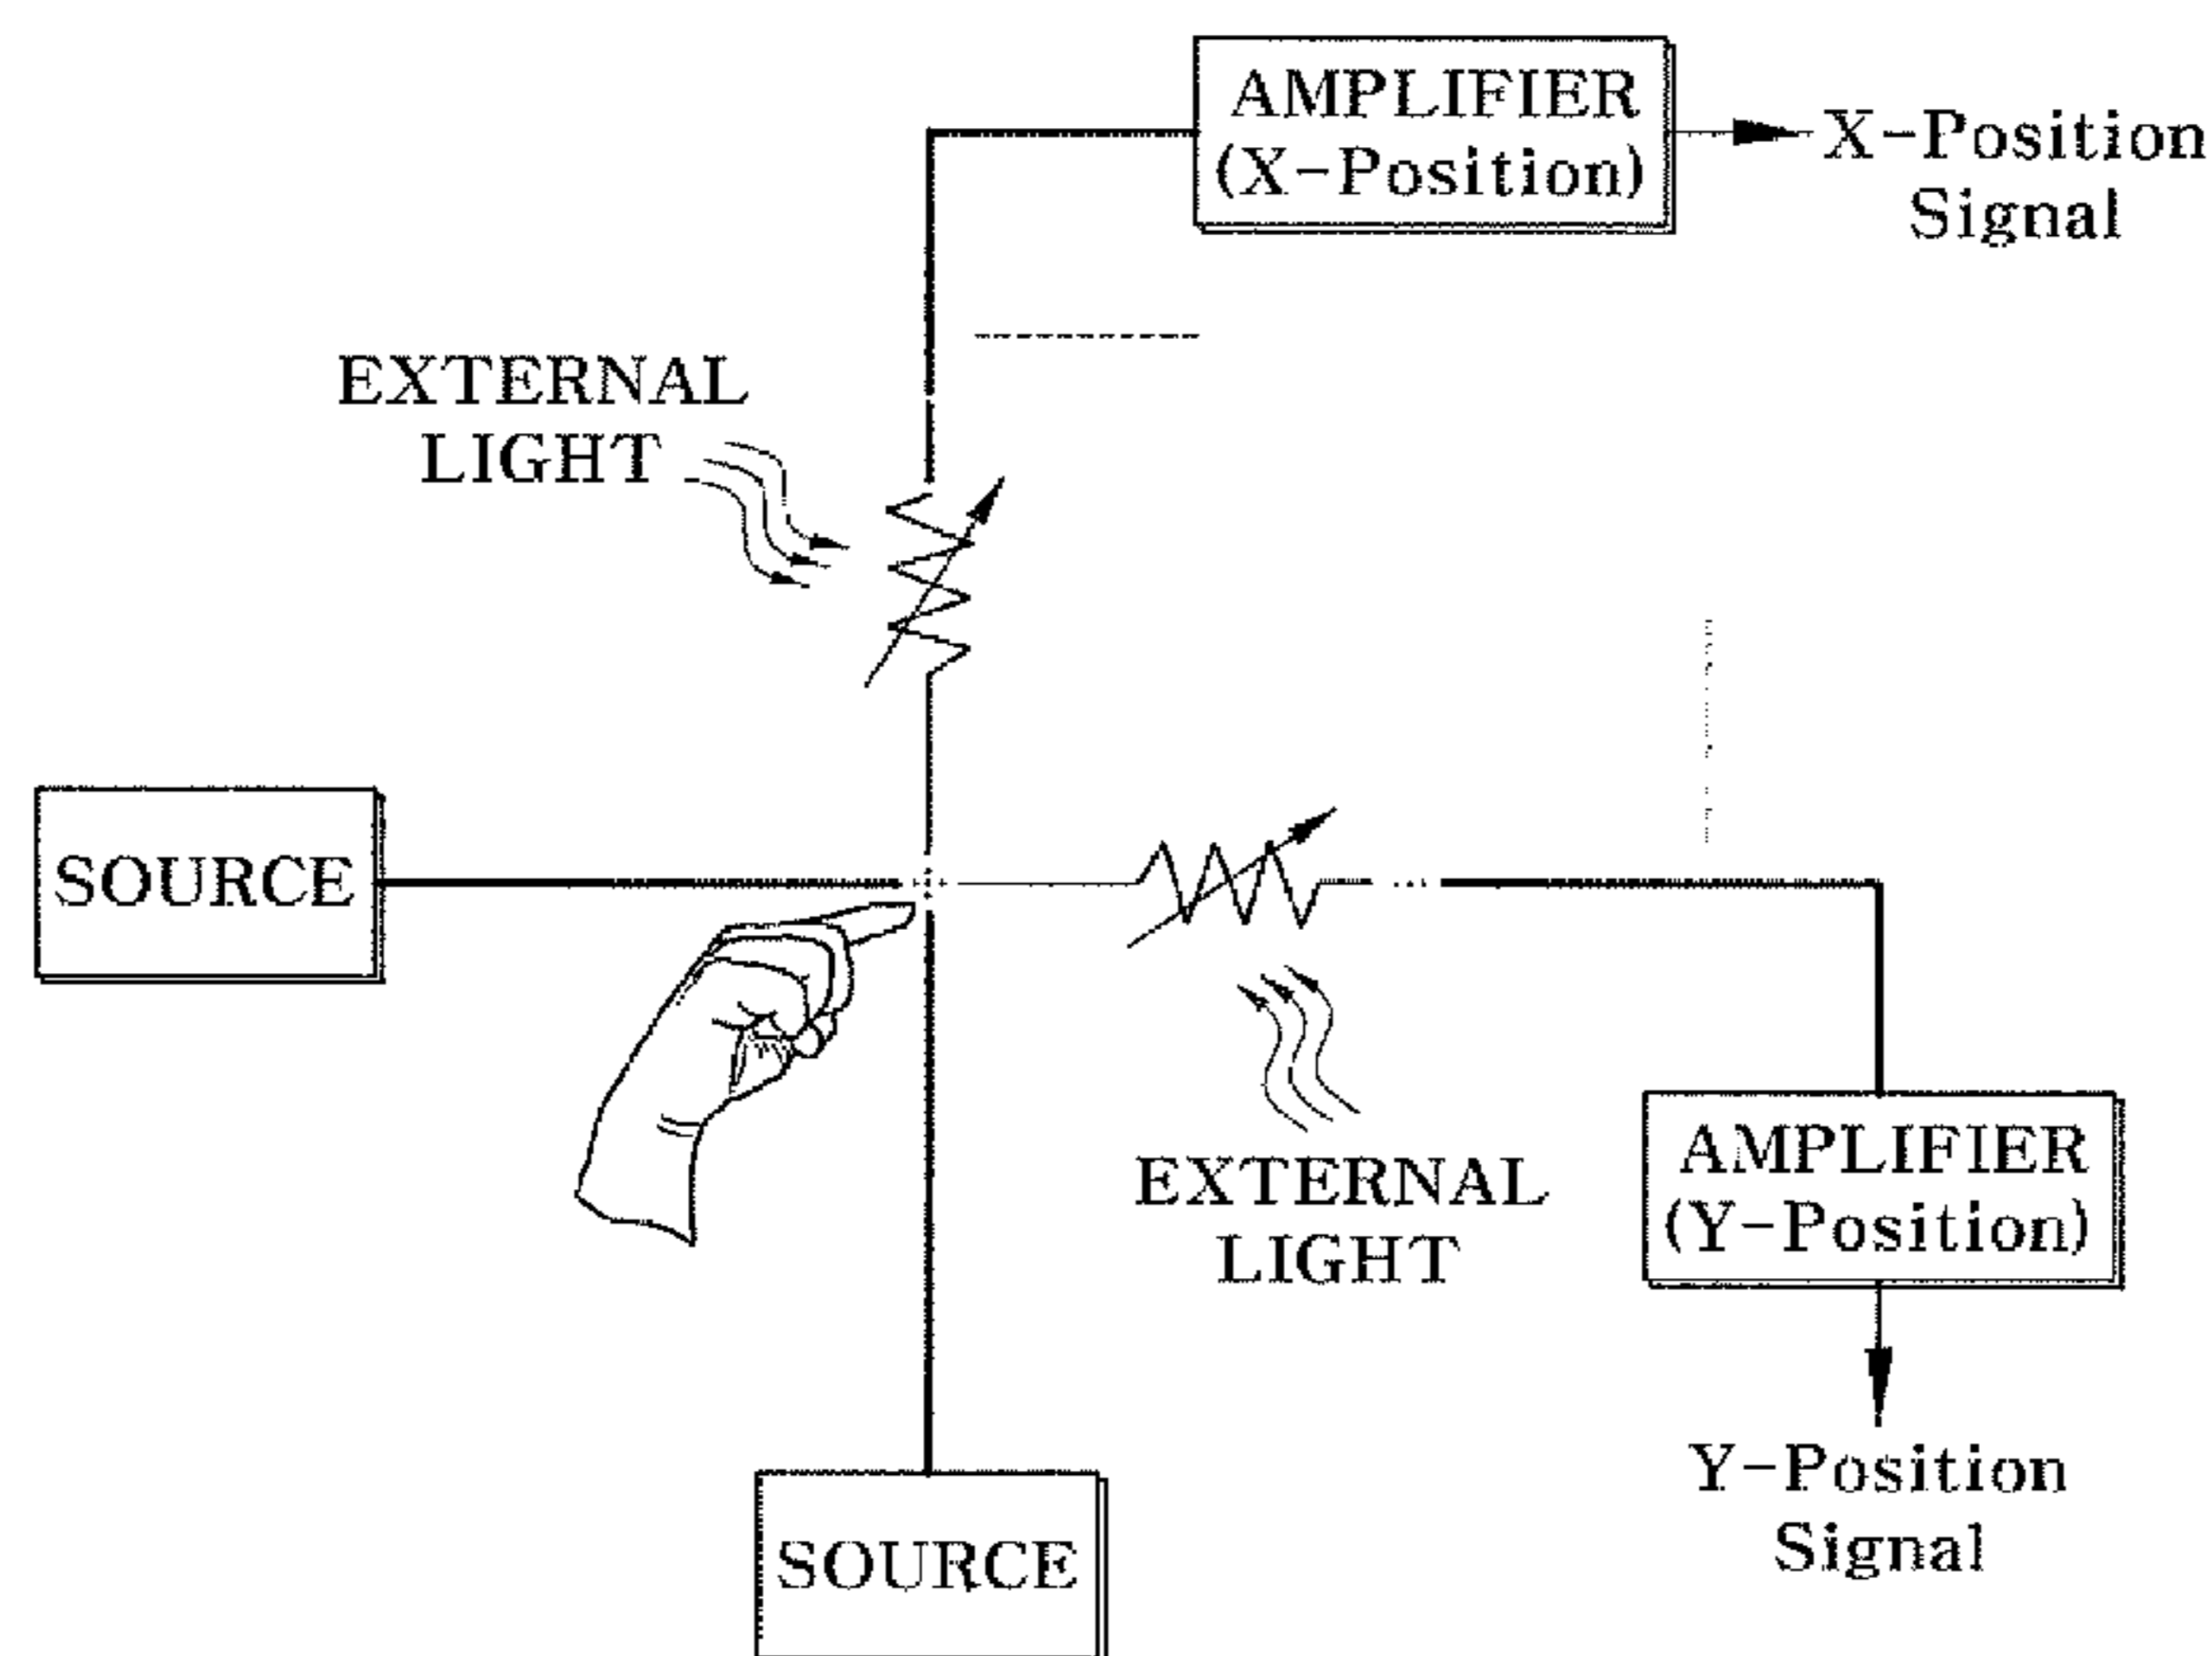 AMPLIFIER
(X-Position)
X-Position
Signal
EXTERNAL
LIGHT
SOURCE
EXTERNAL
LIGHT
AMPLIFIER
(Y-Position)
Y-Position
Signal
SOURCE